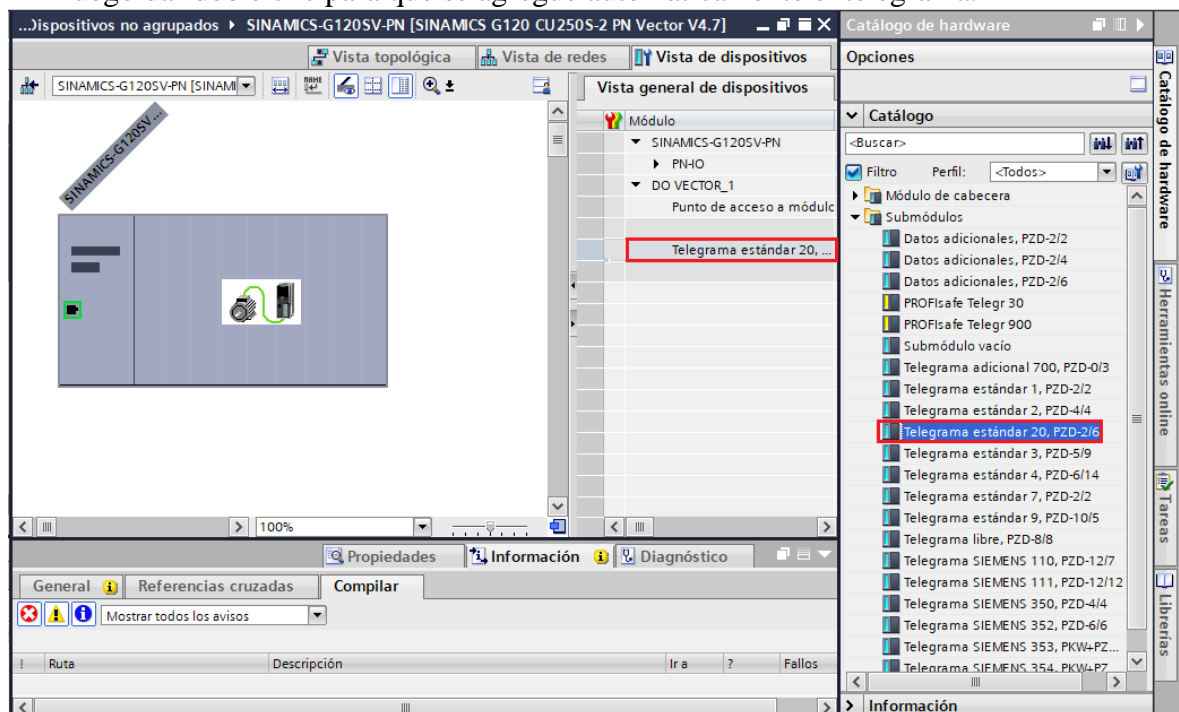 ...Dispositivos no agrupados ▸ SINAMICS-G120SV-PN [SINAMICS G120 CU250S-2 PN Vector V4.7]
Vista topológica
Vista de redes
Vista de dispositivos
SINAMICS-G120SV-PN [SINAMI
SINAMICS-G120SV-PN ...
100%
Vista general de dispositivos
Módulo
SINAMICS-G120SV-PN
PN-IO
DO VECTOR_1
Punto de acceso a módulc
Telegrama estándar 20, ...
Propiedades
Información
Diagnóstico
General
Referencias cruzadas
Compilar
Mostrar todos los avisos
! Ruta Descripción Ir a ? Fallos
Catálogo de hardware
Opciones
Catálogo
<Buscar>
Filtro Perfil: <Todos>
Módulo de cabecera
Submódulos
Datos adicionales, PZD-2/2
Datos adicionales, PZD-2/4
Datos adicionales, PZD-2/6
PROFIsafe Telegr 30
PROFIsafe Telegr 900
Submódulo vacío
Telegrama adicional 700, PZD-0/3
Telegrama estándar 1, PZD-2/2
Telegrama estándar 2, PZD-4/4
Telegrama estándar 20, PZD-2/6
Telegrama estándar 3, PZD-5/9
Telegrama estándar 4, PZD-6/14
Telegrama estándar 7, PZD-2/2
Telegrama estándar 9, PZD-10/5
Telegrama libre, PZD-8/8
Telegrama SIEMENS 110, PZD-12/7
Telegrama SIEMENS 111, PZD-12/12
Telegrama SIEMENS 350, PZD-4/4
Telegrama SIEMENS 352, PZD-6/6
Telegrama SIEMENS 353, PKW+PZ...
Telegrama SIEMENS 354, PKW+PZ
Información
Catálogo de hardware
Herramientas online
Tareas
Librerías